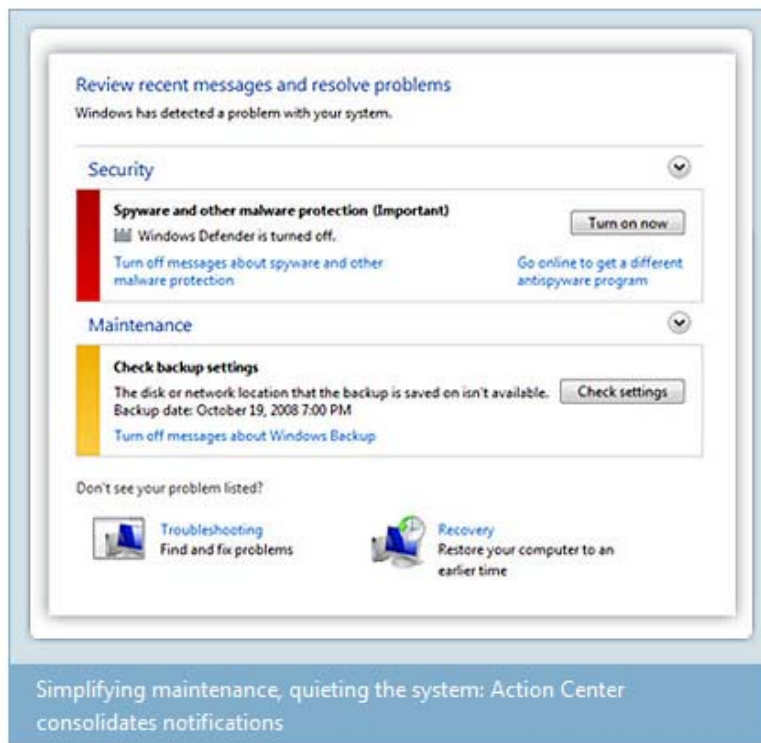 Review recent messages and resolve problems
Windows has detected a problem with your system.
Security
Spyware and other malware protection (Important)
Windows Defender is turned off.
Turn on now
Turn off messages about spyware and other
malware protection
Go online to get a different
antispyware program
Maintenance
Check backup settings
The disk or network location that the backup is saved on isn't available.
Backup date: October 19, 2008 7:00 PM
Check settings
Turn off messages about Windows Backup
Don't see your problem listed?
Troubleshooting
Find and fix problems
Recovery
Restore your computer to an
earlier time
Simplifying maintenance, quieting the system: Action Center
consolidates notifications